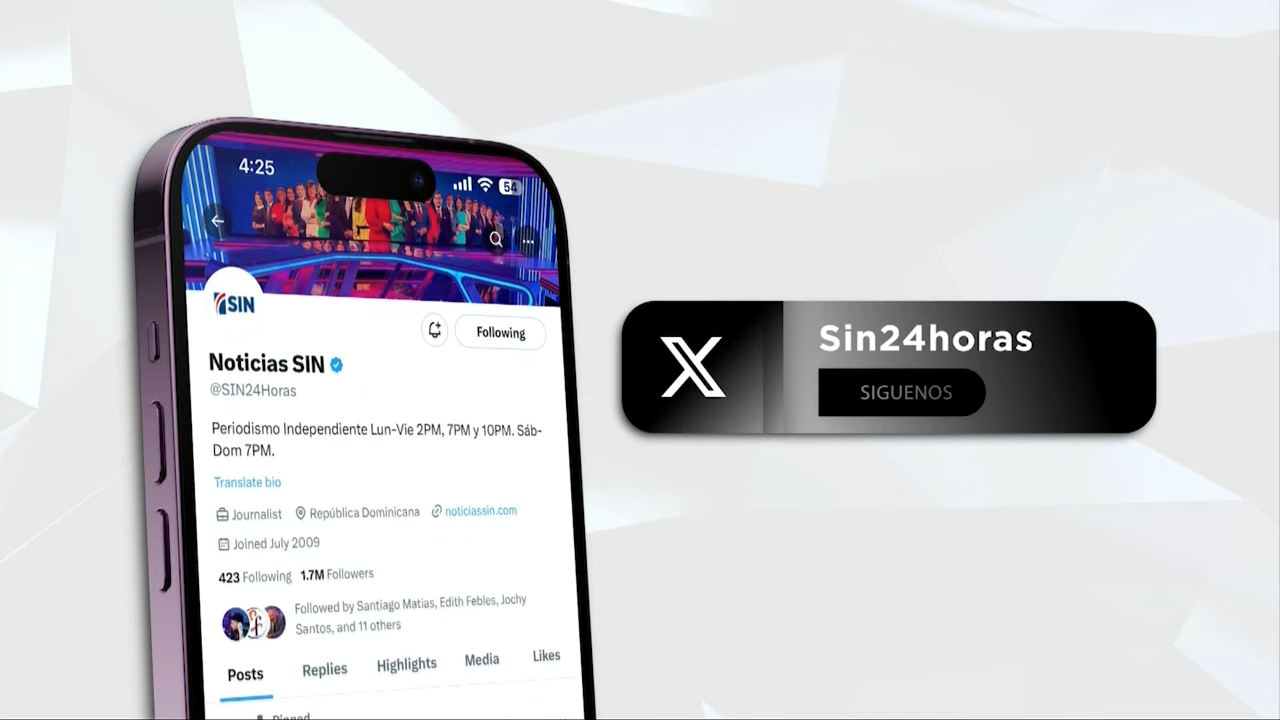 4:25
54
SIN
Following
Noticias SIN
@SIN24Horas
Periodismo Independiente Lun-Vie 2PM, 7PM y 10PM. Sáb-
Dom 7PM.
Translate bio
Journalist República Dominicana noticiassin.com
Joined July 2009
423 Following 1.7M Followers
Followed by Santiago Matias, Edith Febles, Jochy
Santos, and 11 others
Posts Replies Highlights Media Likes
Pinned
X
Sin24horas
SIGUENOS